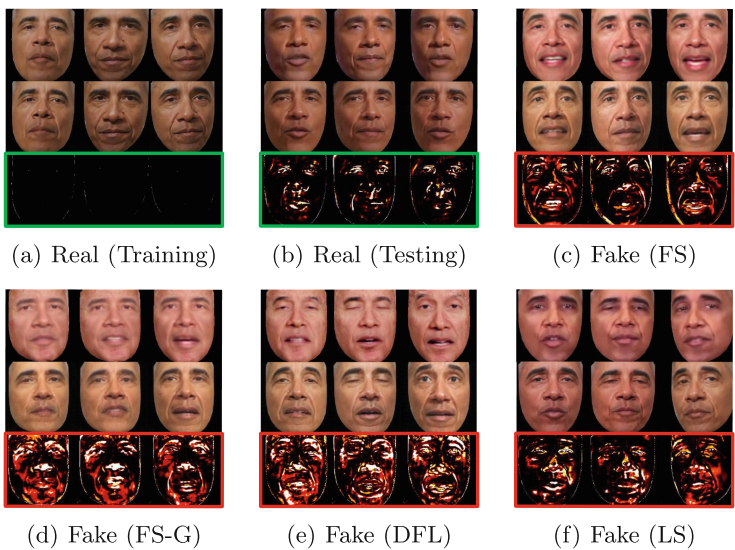 (a) Real (Training)
(b) Real (Testing)
(c) Fake (FS)
(d) Fake (FS-G)
(e) Fake (DFL)
(f) Fake (LS)